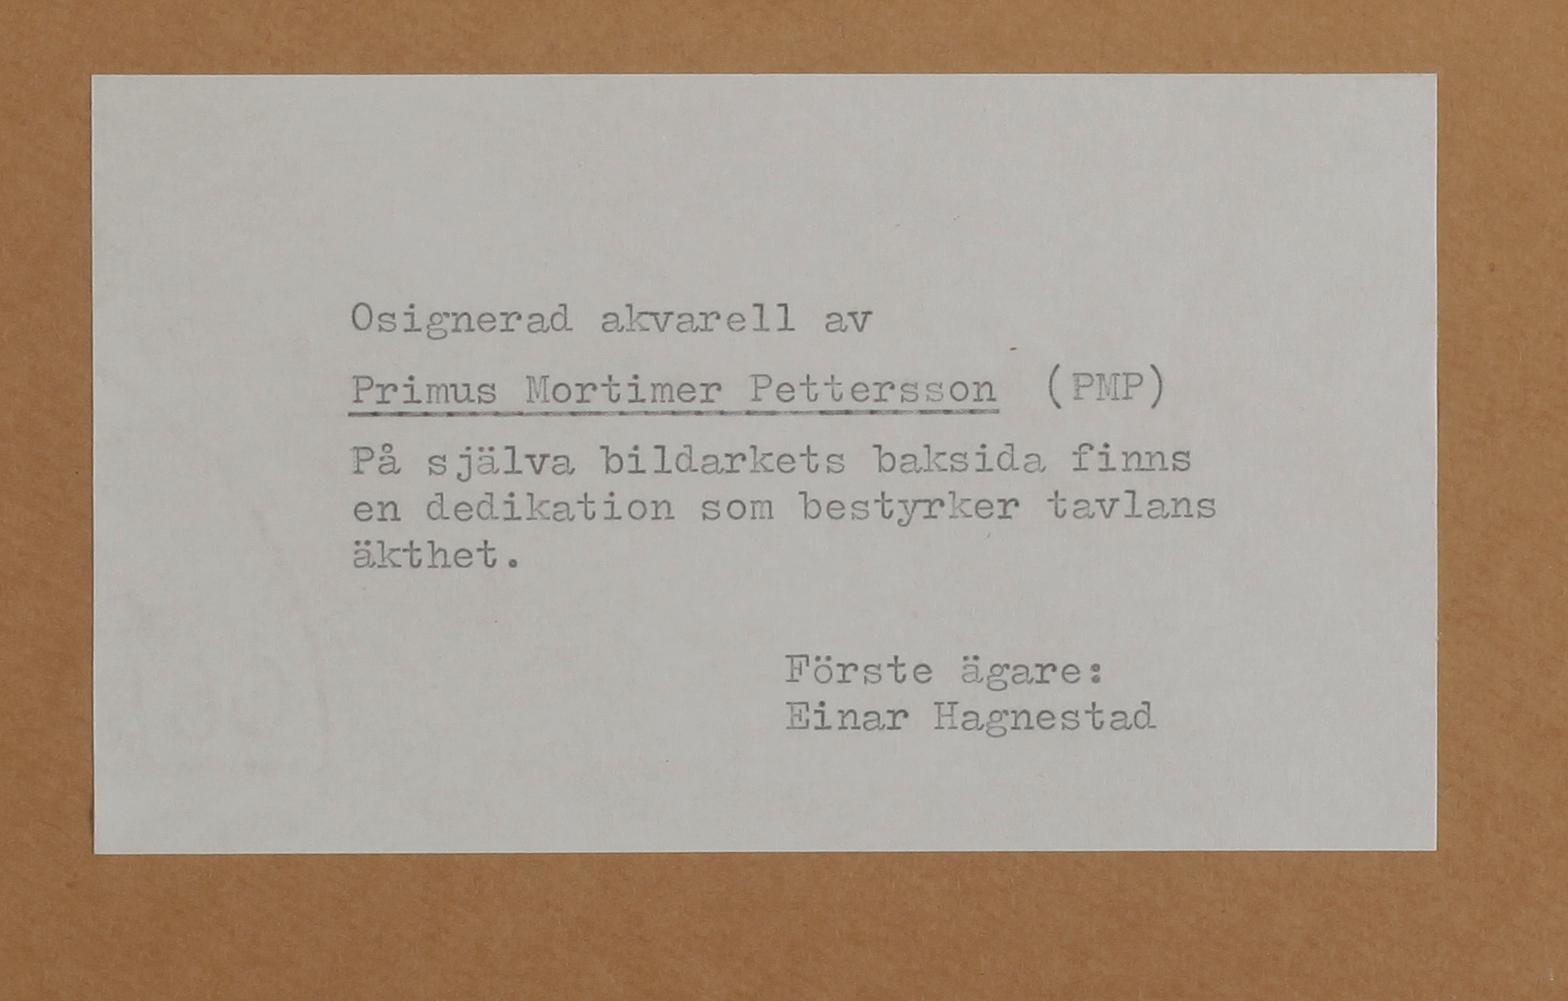 Osignerad akvarell av
Primus Mortimer Pettersson (PMP)
På själva bildarkets baksida finns
en dedikation som bestyrker tavlans
äkthet.
Förste ägare:
Einar Hagnestad